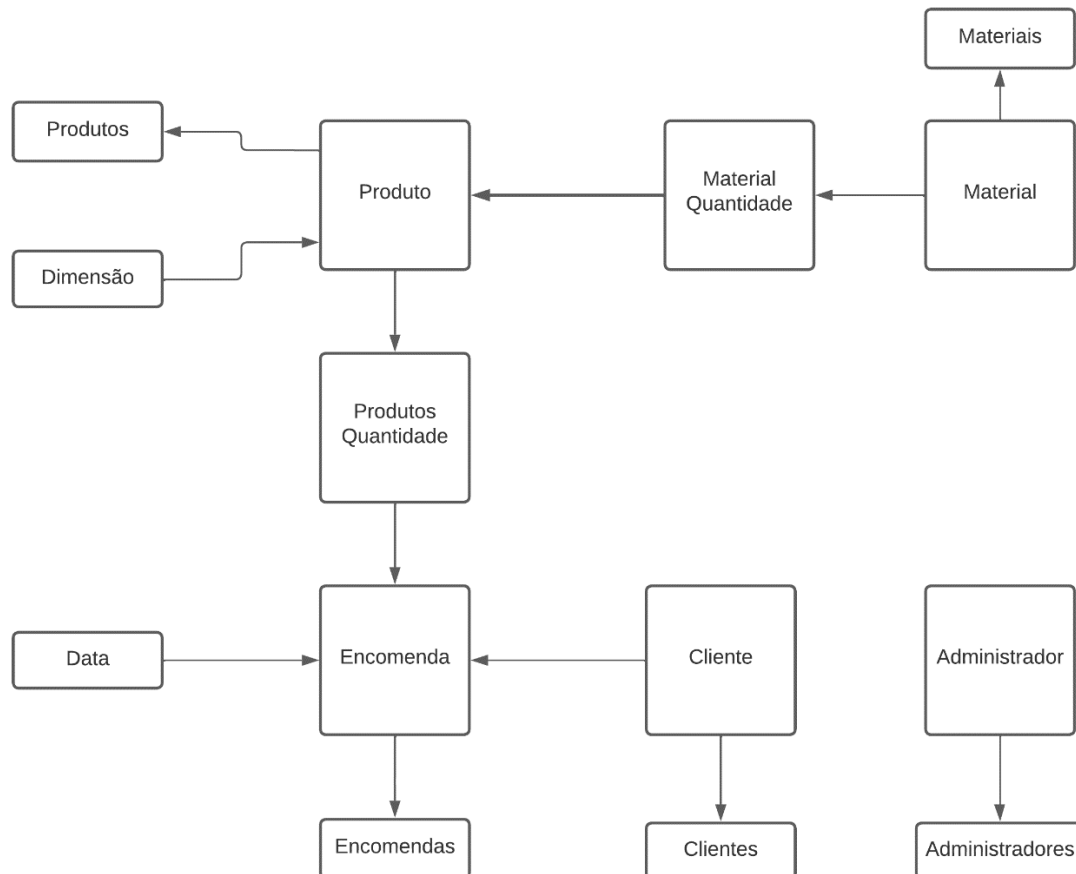 Materiais
Produtos
Produto
Material
Quantidade
Material
Dimensão
Produtos
Quantidade
Data
Encomenda
Cliente
Administrador
Encomendas
Clientes
Administradores